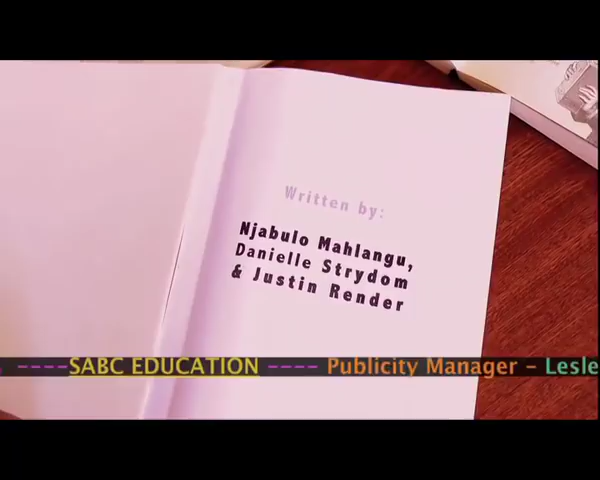 Written by:
Njabulo Mahlangu,
Danielle Strydom
& Justin Render
----SABC EDUCATION ---- Publicity Manager – Lesle